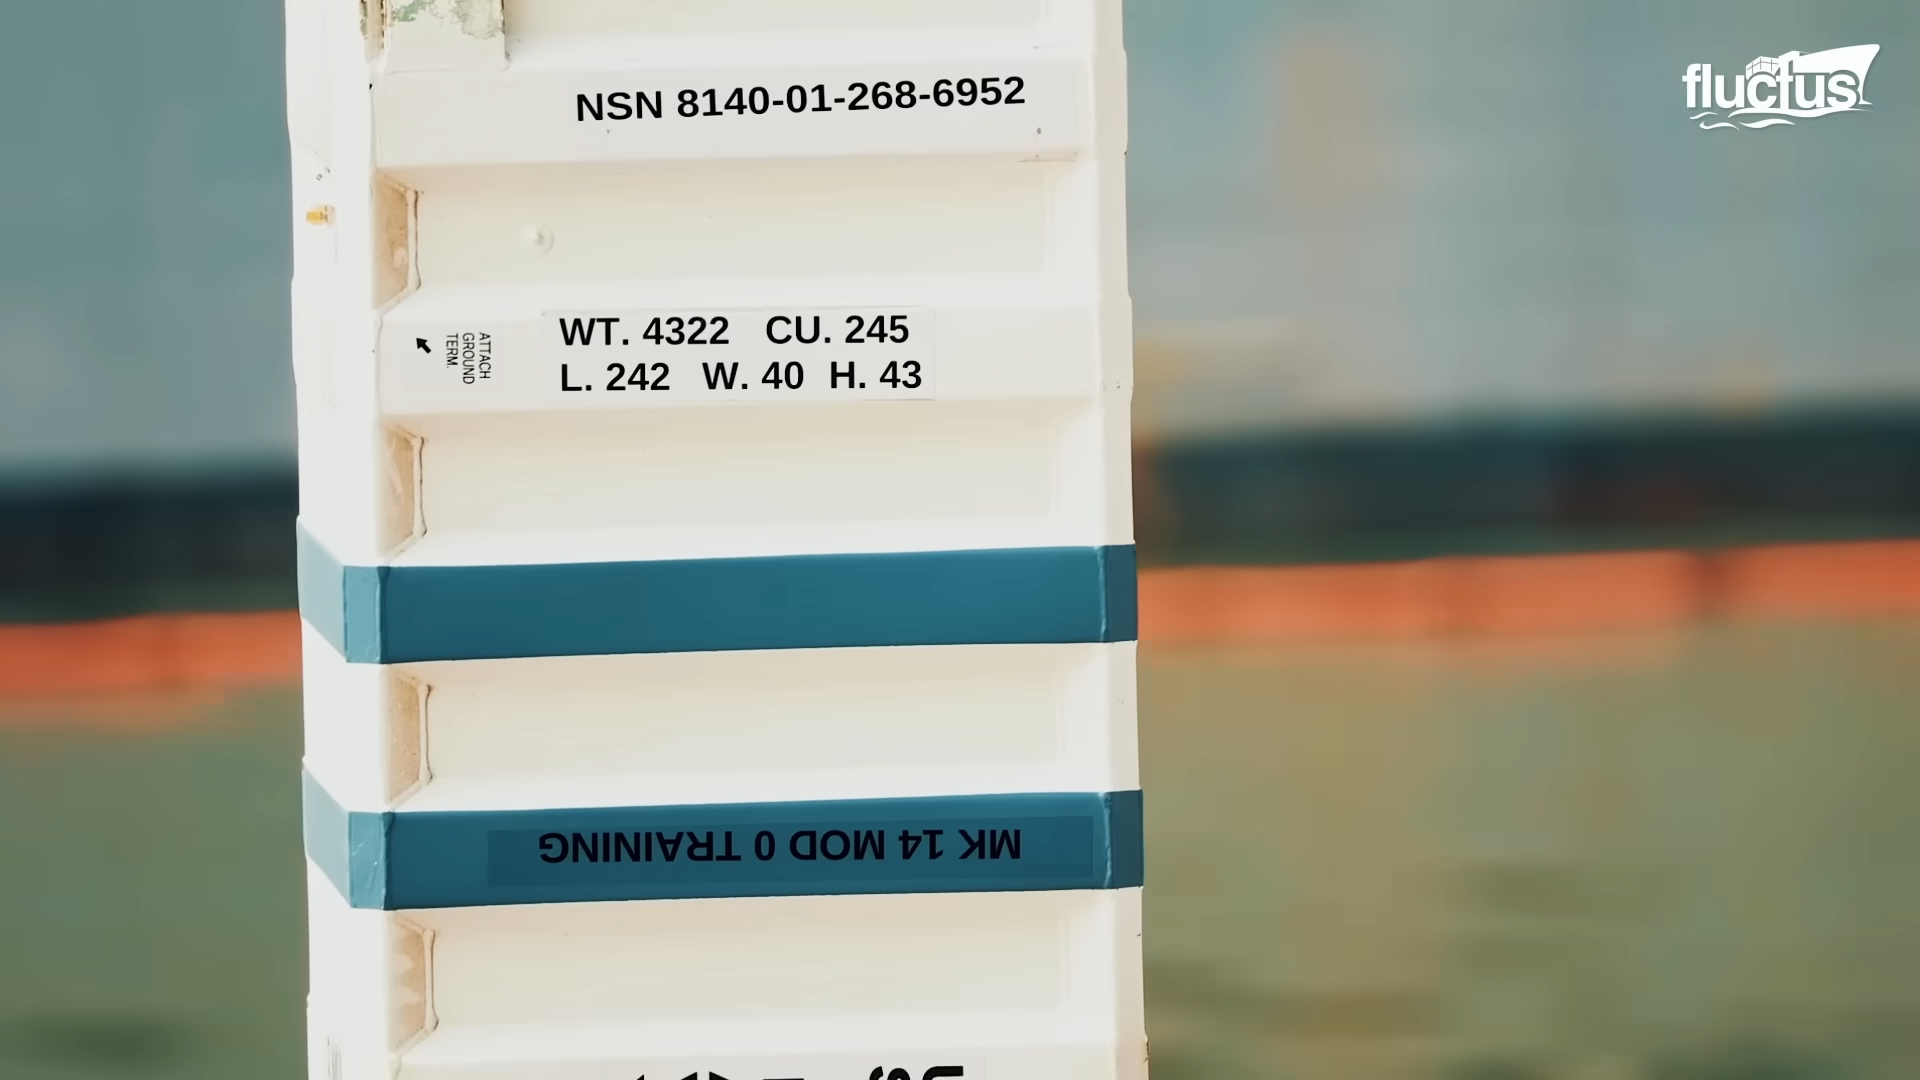 fluctus
NSN 8140-01-268-6952
WT. 4322 CU. 245
L. 242 W. 40 H. 43
ATTACH
GROUND
TERM.
MK 14 MOD 0 TRAINING